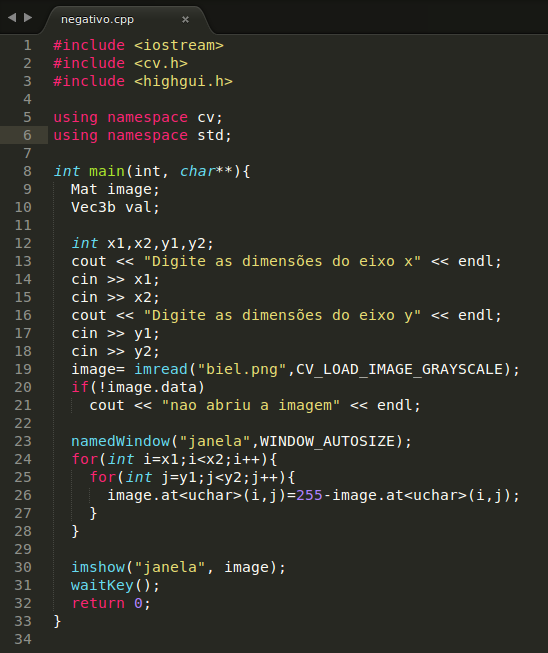 negativo.cpp ×
1 #include <iostream>
2 #include <cv.h>
3 #include <highgui.h>
4
5 using namespace cv;
6 using namespace std;
7
8 int main(int, char**){
9   Mat image;
10   Vec3b val;
11
12   int x1,x2,y1,y2;
13   cout << "Digite as dimensões do eixo x" << endl;
14   cin >> x1;
15   cin >> x2;
16   cout << "Digite as dimensões do eixo y" << endl;
17   cin >> y1;
18   cin >> y2;
19   image= imread("biel.png",CV_LOAD_IMAGE_GRAYSCALE);
20   if(!image.data)
21     cout << "nao abriu a imagem" << endl;
22
23   namedWindow("janela",WINDOW_AUTOSIZE);
24   for(int i=x1;i<x2;i++){
25     for(int j=y1;j<y2;j++){
26       image.at<uchar>(i,j)=255-image.at<uchar>(i,j);
27     }
28   }
29
30   imshow("janela", image);
31   waitKey();
32   return 0;
33 }
34